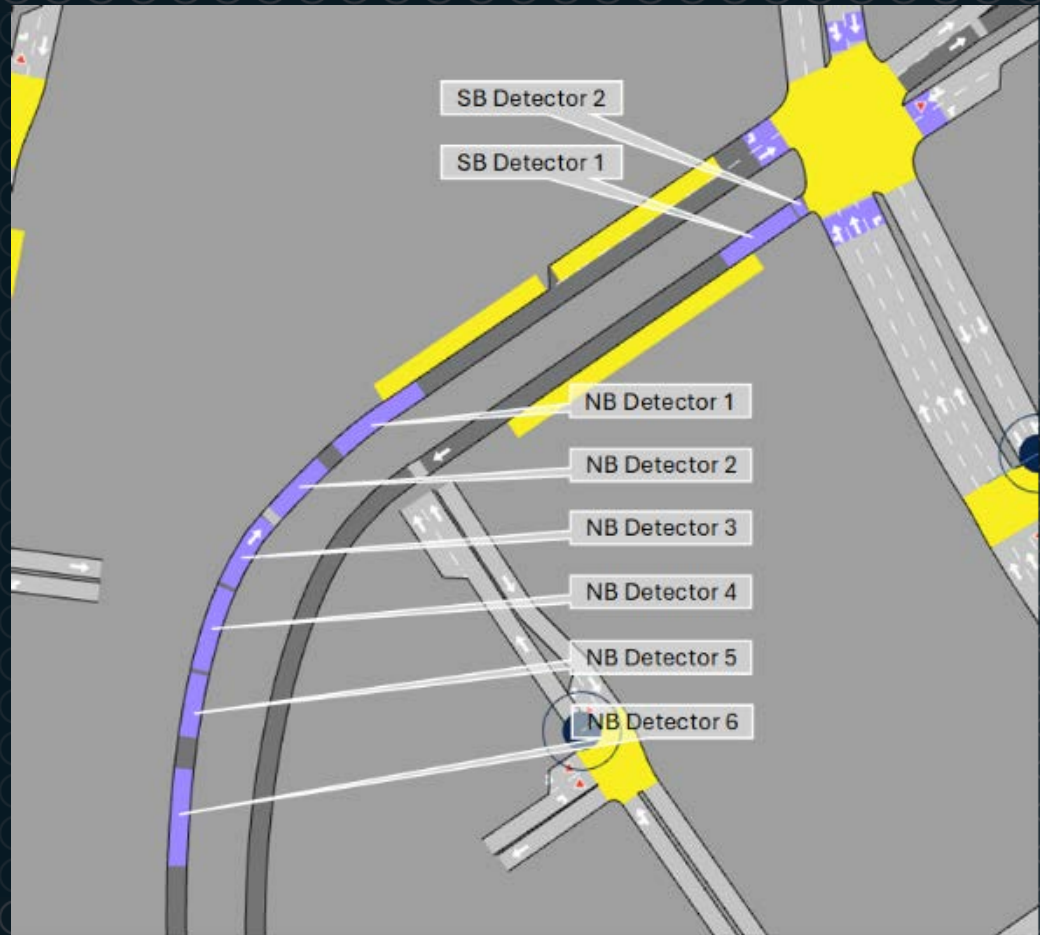 SB Detector 2
SB Detector 1
NB Detector 1
NB Detector 2
NB Detector 3
NB Detector 4
NB Detector 5
NB Detector 6